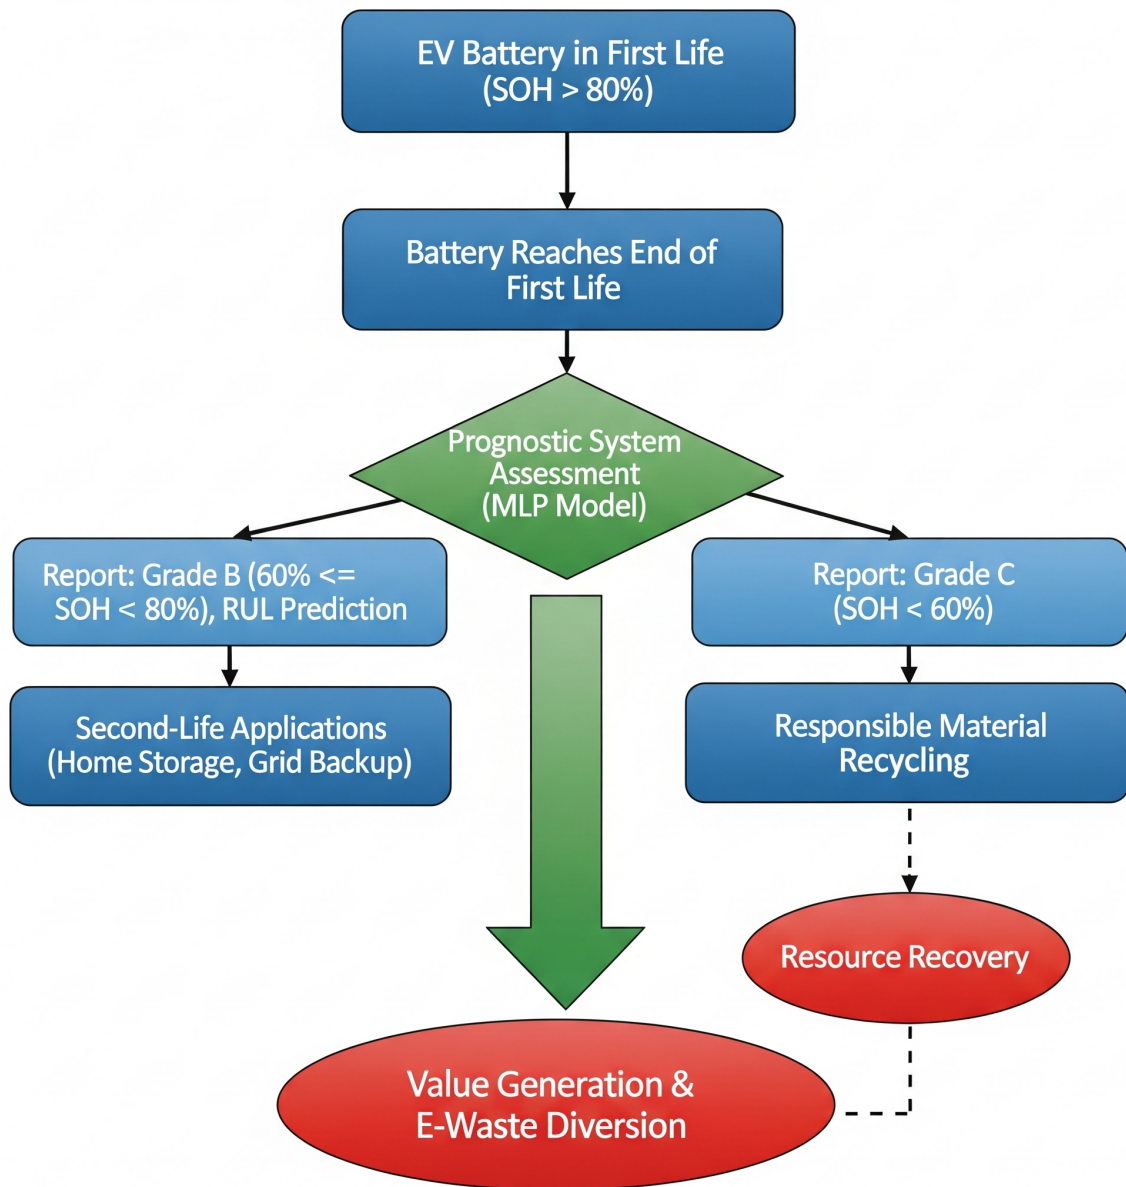 EV Battery in First Life
(SOH > 80%)
Battery Reaches End of
First Life
Prognostic System
Assessment
(MLP Model)
Report: Grade B (60% <=
SOH < 80%), RUL Prediction
Report: Grade C
(SOH < 60%)
Second-Life Applications
(Home Storage, Grid Backup)
Responsible Material
Recycling
Resource Recovery
Value Generation &
E-Waste Diversion